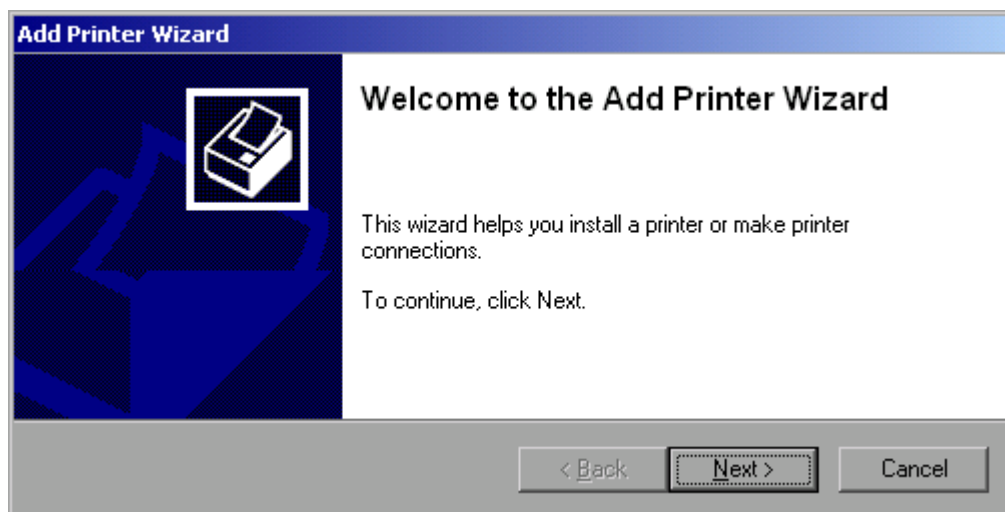 Add Printer Wizard
Welcome to the Add Printer Wizard
This wizard helps you install a printer or make printer
connections.
To continue, click Next.
< Back
Next >
Cancel